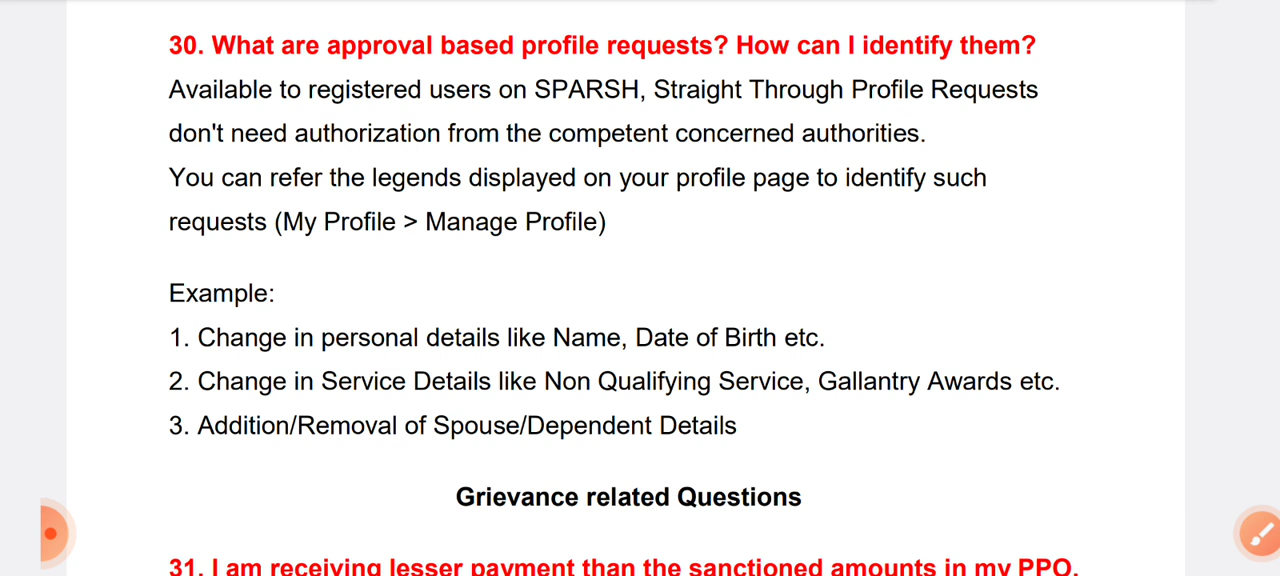 30. What are approval based profile requests? How can I identify them?
Available to registered users on SPARSH, Straight Through Profile Requests
don't need authorization from the competent concerned authorities.
You can refer the legends displayed on your profile page to identify such
requests (My Profile > Manage Profile)
Example:
1. Change in personal details like Name, Date of Birth etc.
2. Change in Service Details like Non Qualifying Service, Gallantry Awards etc.
3. Addition/Removal of Spouse/Dependent Details
Grievance related Questions
31. I am receiving lesser payment than the sanctioned amounts in my PPO.